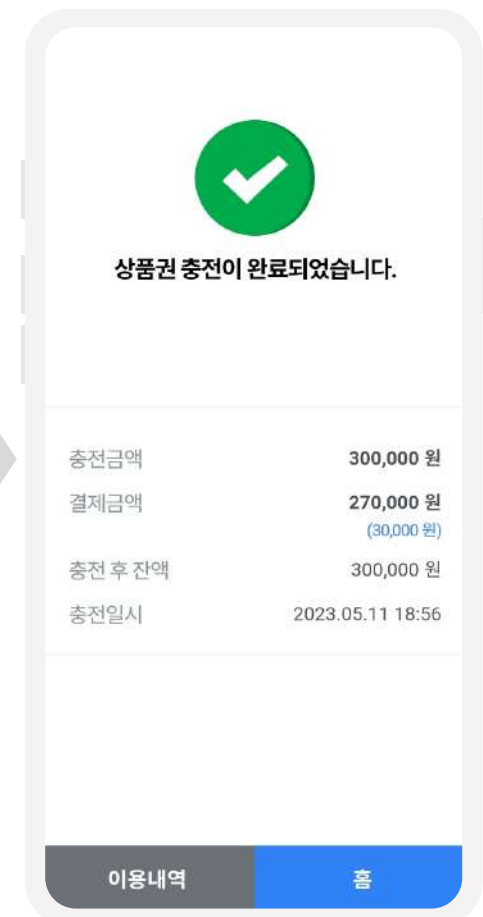 상품권 충전이 완료되었습니다.
충전금액 300,000 원
결제금액 270,000 원
(30,000 원)
충전 후 잔액 300,000 원
충전일시 2023.05.11 18:56
이용내역 홈